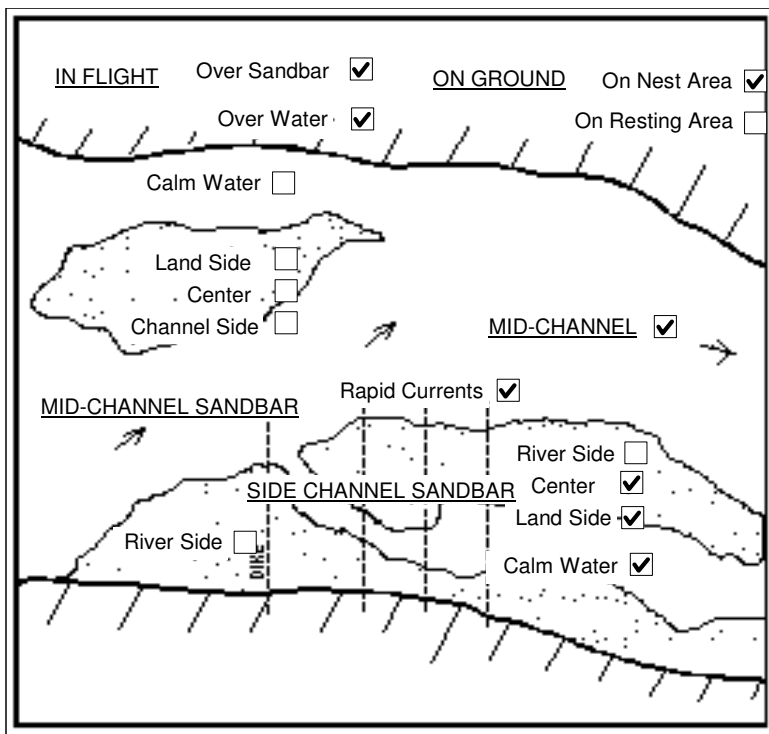 IN FLIGHT
Over Sandbar
ON GROUND
On Nest Area
Over Water
On Resting Area
Calm Water
Land Side
Center
Channel Side
MID-CHANNEL
Rapid Currents
MID-CHANNEL SANDBAR
River Side
SIDE CHANNEL SANDBAR
Center
Land Side
River Side
DIKE
Calm Water